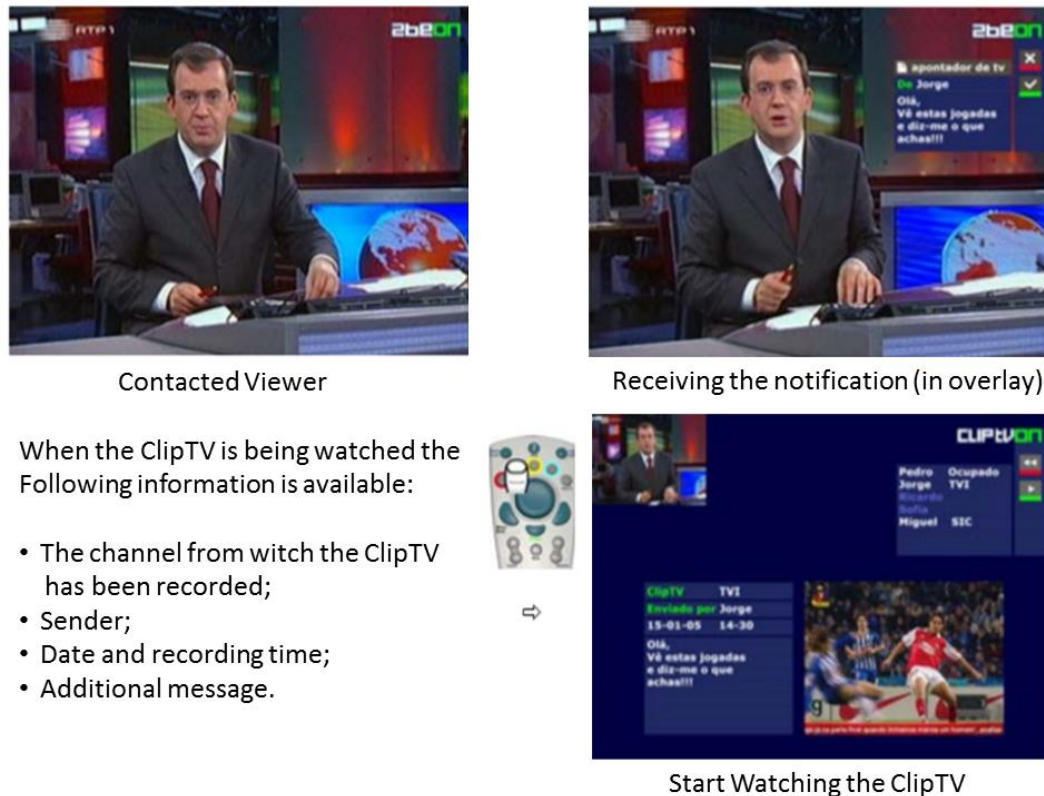 RTP1
2BEON
RTP1
2BEON
apontador de tv
De Jorge
Olá,
Vê estas jogadas
e diz-me o que
achas!!!
Contacted Viewer
Receiving the notification (in overlay)
When the ClipTV is being watched the
Following information is available:
• The channel from witch the ClipTV
has been recorded;
• Sender;
• Date and recording time;
• Additional message.
CLIPtvON
Pedro Ocupado
Jorge TVI
Ricardo
Sofia
Miguel SIC
ClipTV TVI
Enviado por Jorge
15-01-05 14-30
Olá,
Vê estas jogadas
e diz-me o que
achas!!!
Start Watching the ClipTV